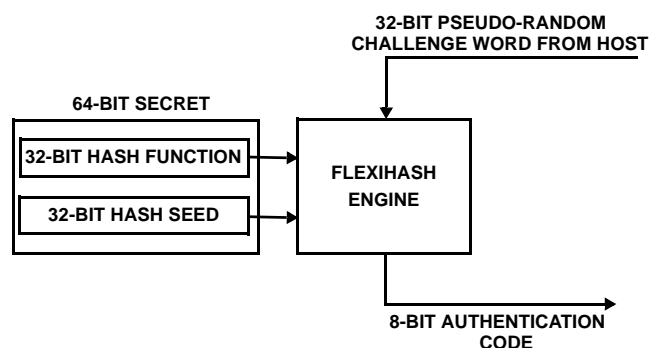 32-BIT PSEUDO-RANDOM
CHALLENGE WORD FROM HOST
64-BIT SECRET
32-BIT HASH FUNCTION
32-BIT HASH SEED
FLEXIHASH
ENGINE
8-BIT AUTHENTICATION
CODE